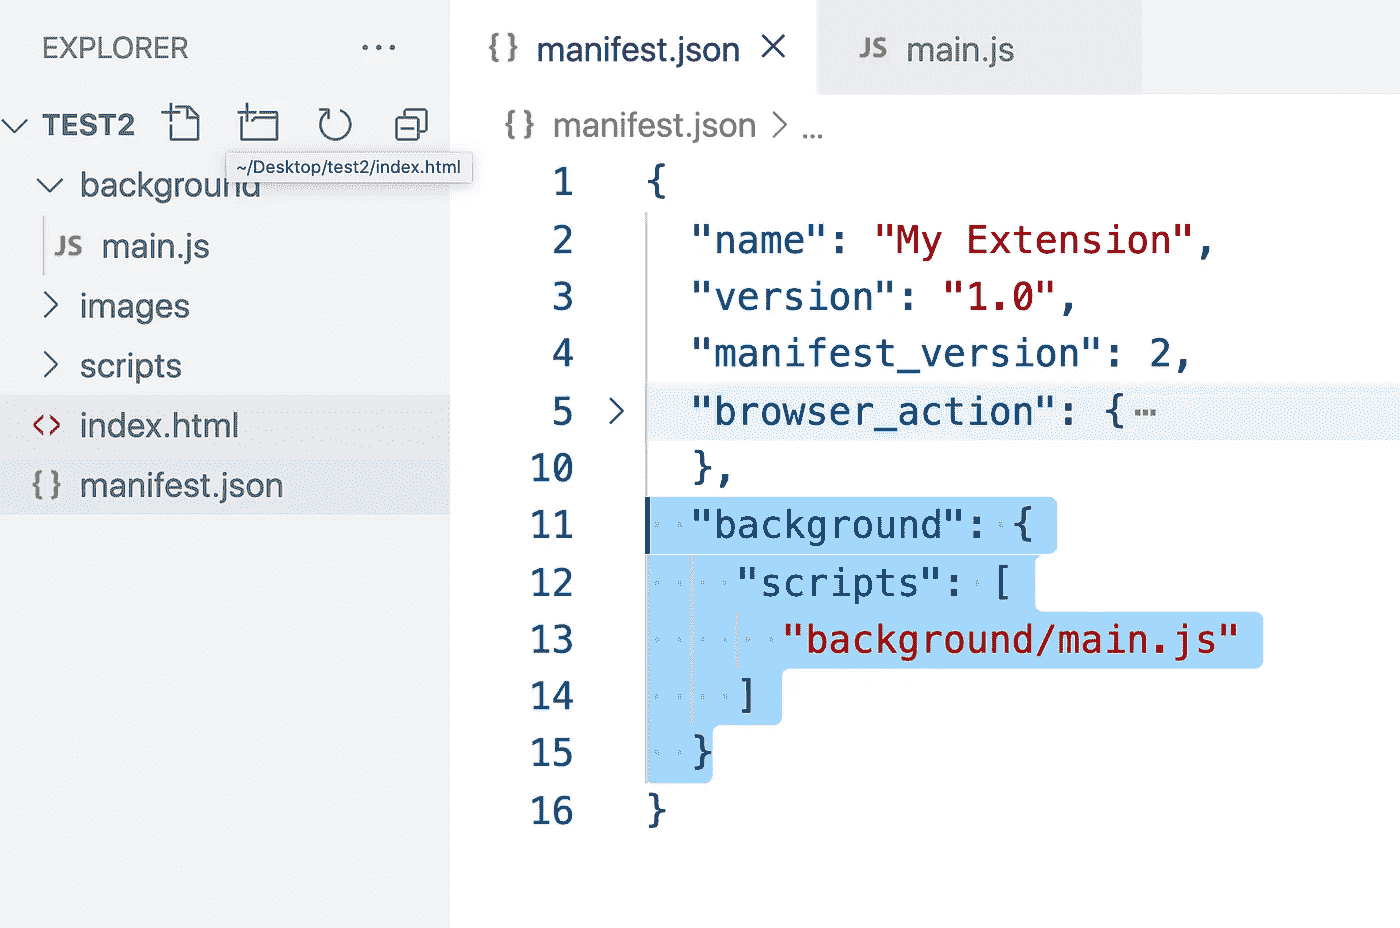 EXPLORER ...
TEST2
~/Desktop/test2/index.html
background
JS main.js
images
scripts
<> index.html
{} manifest.json
{} manifest.json × JS main.js
{} manifest.json > ...
1 {
2 "name": "My Extension",
3 "version": "1.0",
4 "manifest_version": 2,
5 > "browser_action": {...
10 },
11 "background": {
12 "scripts": [
13 "background/main.js"
14 ]
15 }
16 }